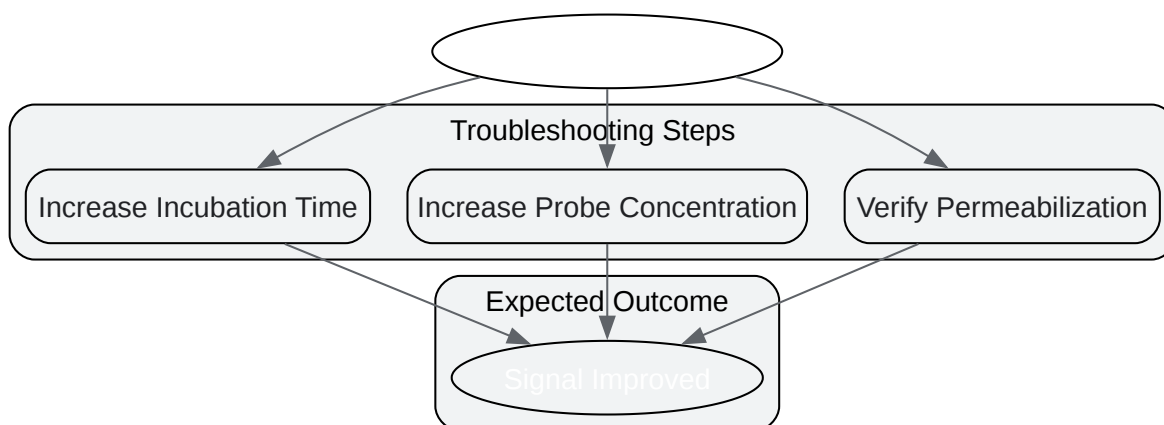 Troubleshooting Steps
Increase Incubation Time
Increase Probe Concentration
Verify Permeabilization
Expected Outcome
Signal Improved